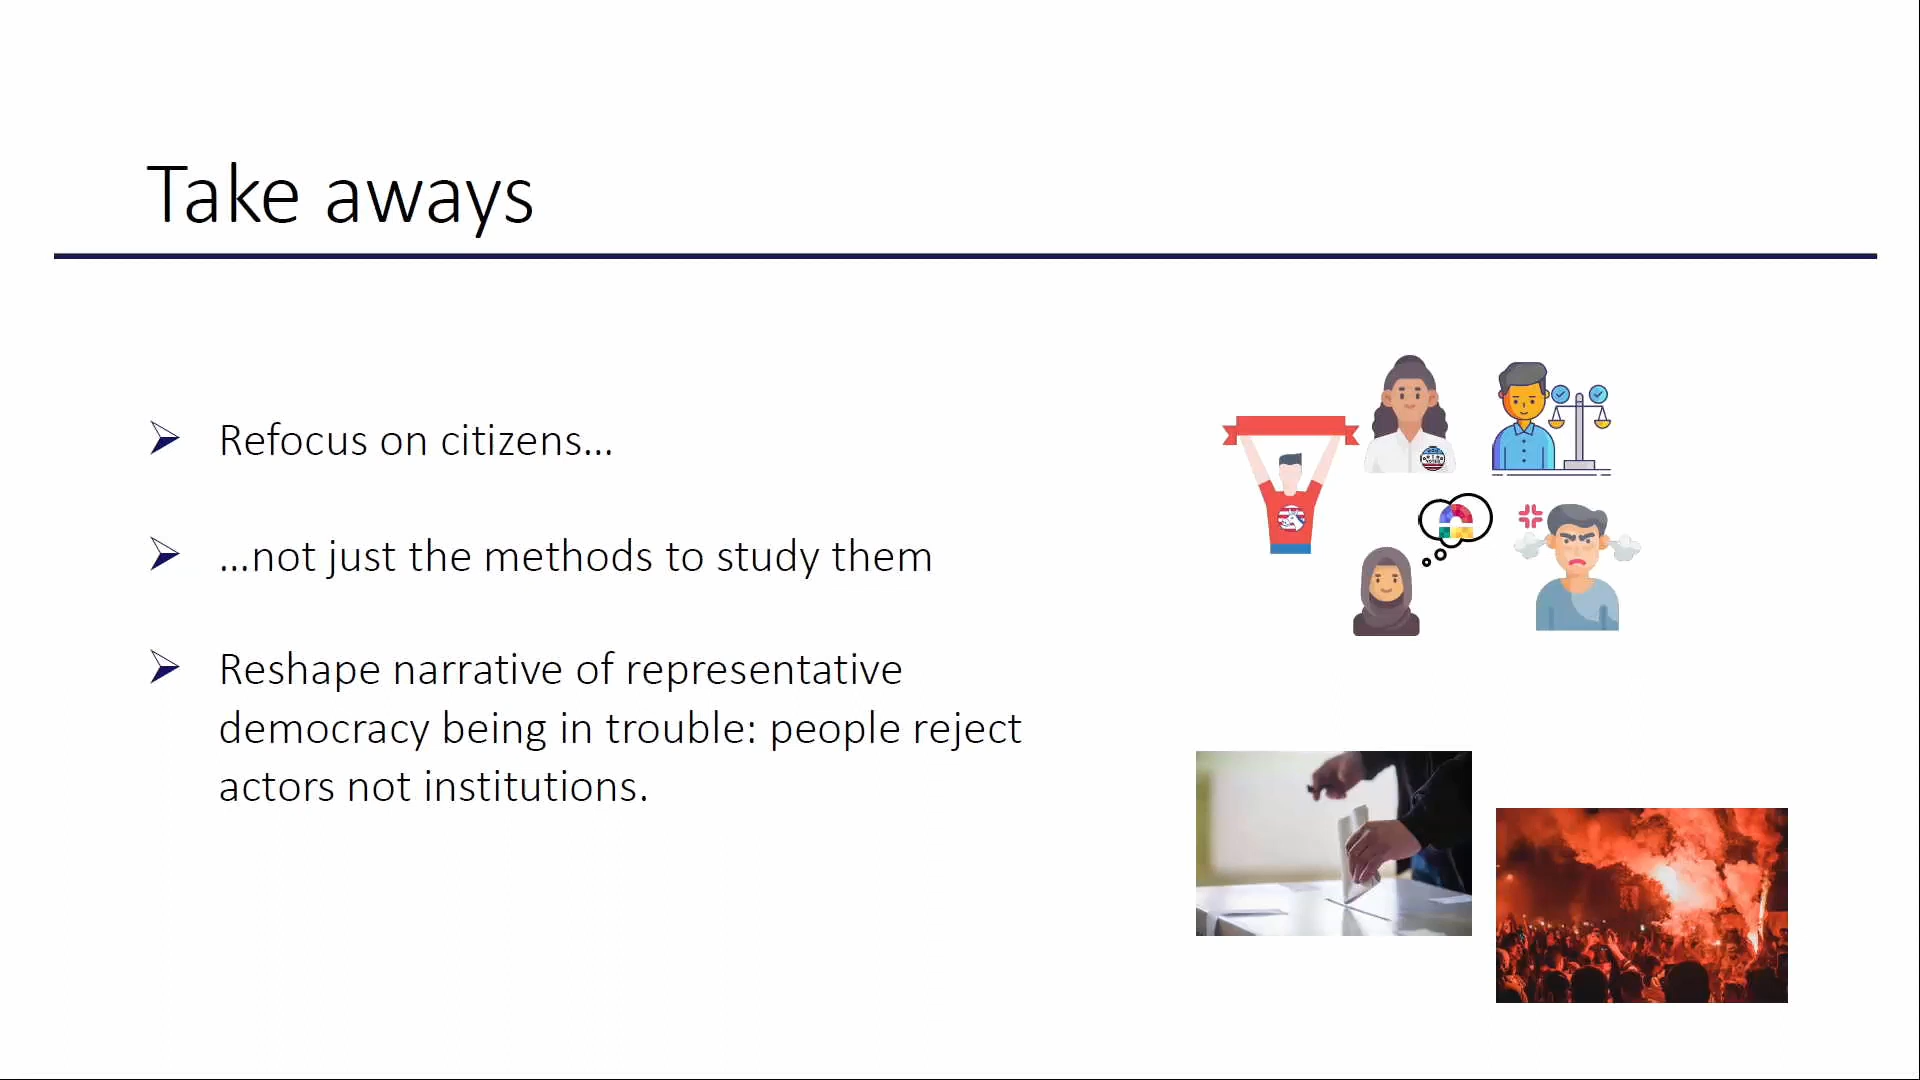 Take aways
Refocus on citizens...
...not just the methods to study them
Reshape narrative of representative
democracy being in trouble: people reject
actors not institutions.